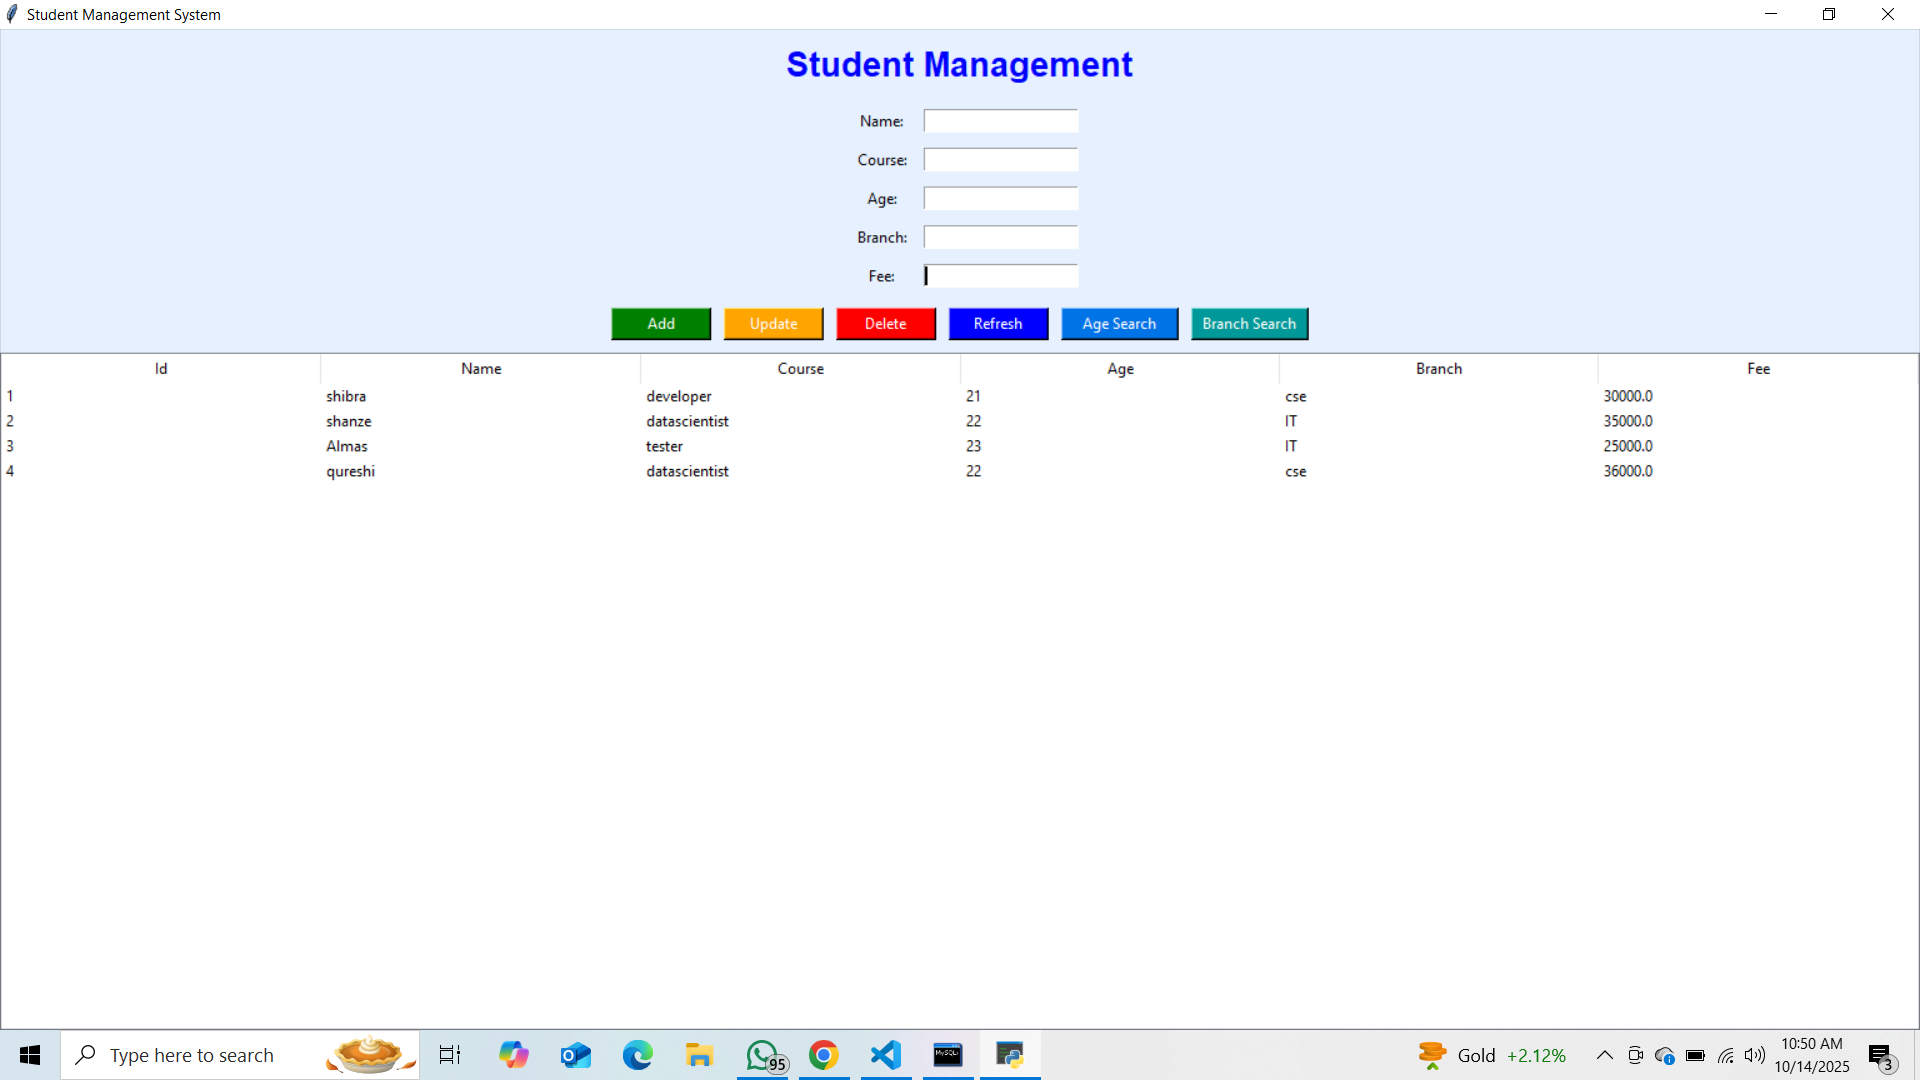 Student Management System
Student Management
Name:
Course:
Age:
Branch:
Fee:
Add Update Delete Refresh Age Search Branch Search
Id Name Course Age Branch Fee
1 shibra developer 21 cse 30000.0
2 shanze datascientist 22 IT 35000.0
3 Almas tester 23 IT 25000.0
4 qureshi datascientist 22 cse 36000.0
Type here to search
95
Gold +2.12%
10:50 AM
10/14/2025
3